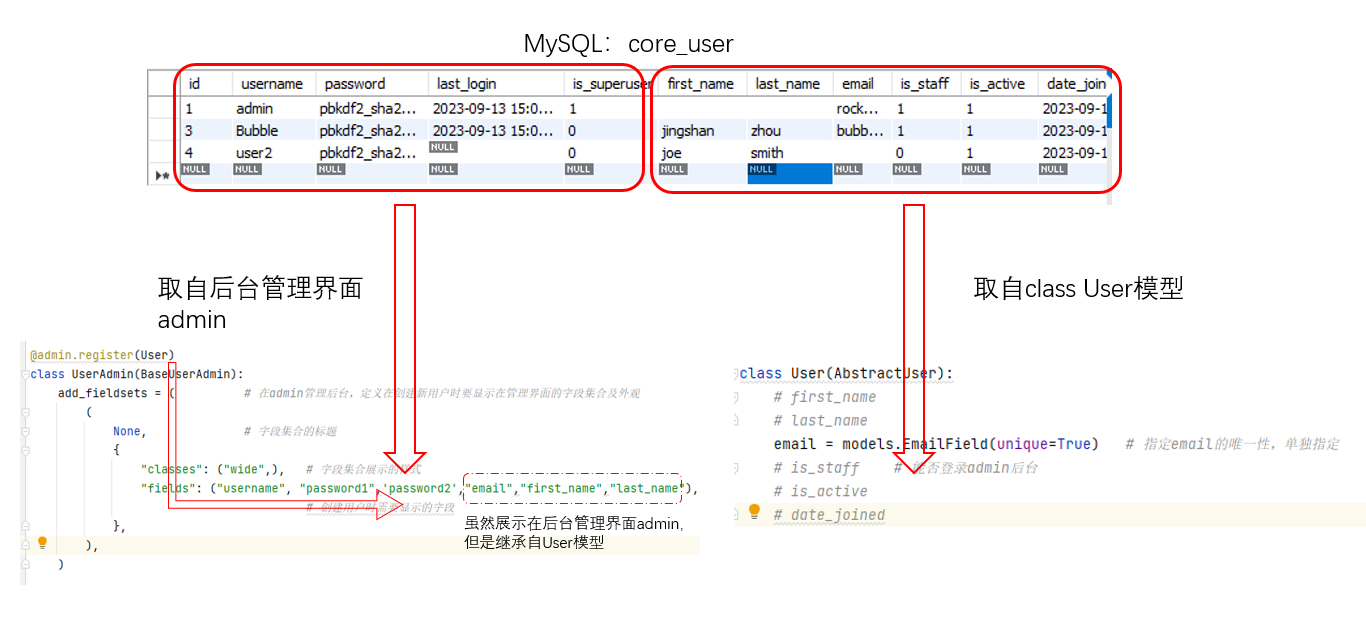 MySQL：core_user
id username password last_login is_superuser first_name last_name email is_staff is_active date_join
1 admin pbkdf2_sha2... 2023-09-13 15:0... 1 rock... 1 1 2023-09-1
3 Bubble pbkdf2_sha2... 2023-09-13 15:0... 0 jingshan zhou bubb... 1 1 2023-09-1
4 user2 pbkdf2_sha2... NULL 0 joe smith 0 1 2023-09-1
NULL NULL NULL NULL NULL NULL NULL NULL NULL NULL NULL
取自后台管理界面
admin
取自class User模型
@admin.register(User)
class UserAdmin(BaseUserAdmin):
add_fieldsets = ( # 在admin管理后台，定义在创建新用户时要显示在管理界面的字段集合及外观
(
None, # 字段集合的标题
{
"classes": ("wide",), # 字段集合展示的样式
"fields": ("username", "password1",'password2',"email","first_name","last_name"),
# 创建用户时需要显示的字段
},
),
)
虽然展示在后台管理界面admin,
但是继承自User模型
class User(AbstractUser):
# first_name
# last_name
email = models.EmailField(unique=True) # 指定email的唯一性，单独指定
# is_staff # 能否登录admin后台
# is_active
# date_joined